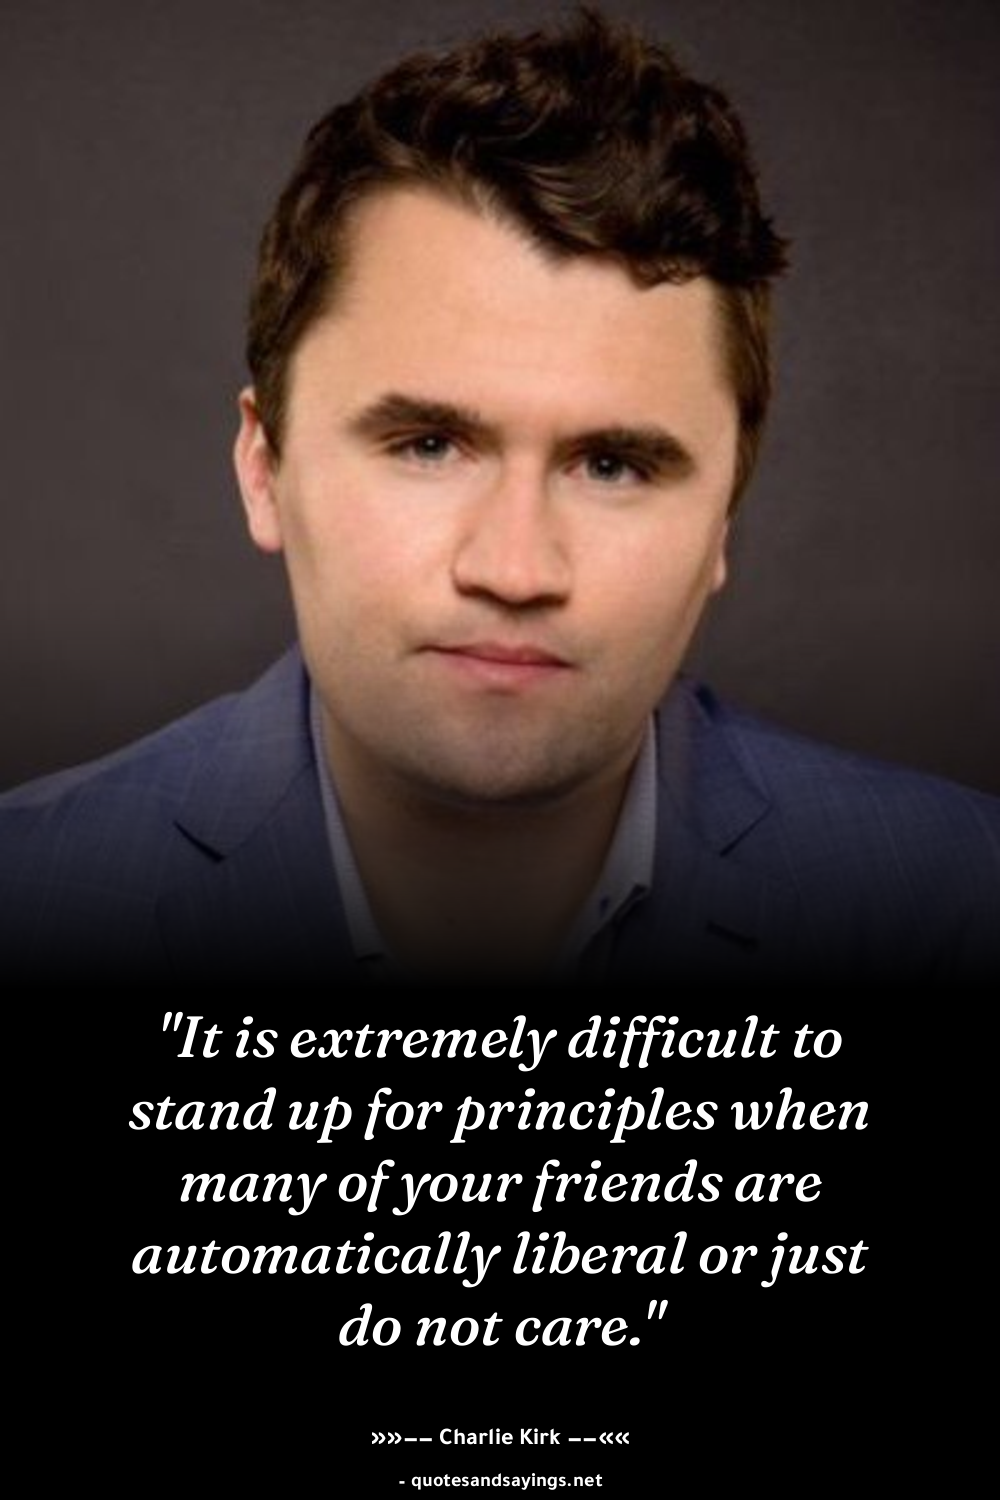 "It is extremely difficult to
stand up for principles when
many of your friends are
automatically liberal or just
do not care."
»»−− Charlie Kirk −−««
- quotesandsayings.net